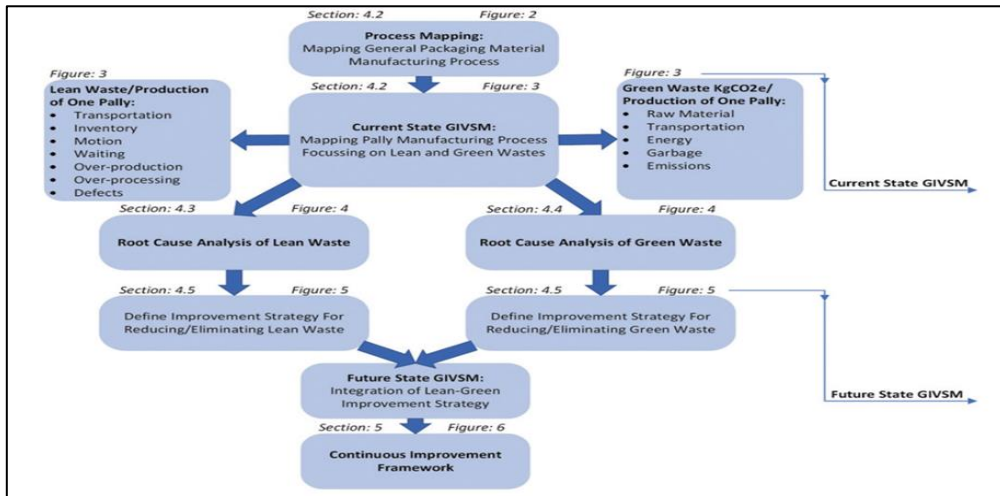 Section: 4.2 Figure: 2
Process Mapping:
Mapping General Packaging Material
Manufacturing Process
Figure: 3
Lean Waste/Production
of One Pally:
• Transportation
• Inventory
• Motion
• Waiting
• Over-production
• Over-processing
• Defects
Section: 4.2 Figure: 3
Current State GIVSM:
Mapping Pally Manufacturing Process
Focussing on Lean and Green Wastes
Figure: 3
Green Waste KgCO2e/
Production of One Pally:
• Raw Material
• Transportation
• Energy
• Garbage
• Emissions
Current State GIVSM
Section: 4.3 Figure: 4
Root Cause Analysis of Lean Waste
Section: 4.4 Figure: 4
Root Cause Analysis of Green Waste
Section: 4.5 Figure: 5
Define Improvement Strategy For
Reducing/Eliminating Lean Waste
Section: 4.5 Figure: 5
Define Improvement Strategy For
Reducing/Eliminating Green Waste
Future State GIVSM:
Integration of Lean-Green
Improvement Strategy
Future State GIVSM
Section: 5 Figure: 6
Continuous Improvement
Framework